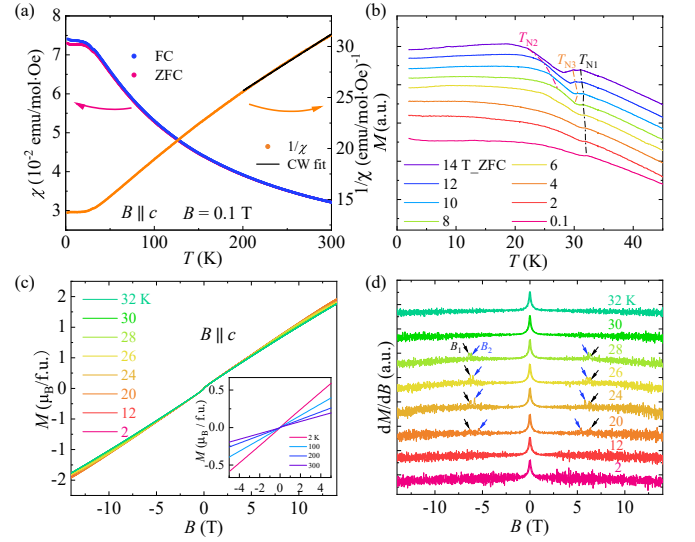 (a)
χ (10⁻² emu/mol·Oe)
8
7
6
5
4
3
0
100
200
300
T (K)
30
25
20
15
1/χ (emu/mol·Oe)⁻¹
FC
ZFC
1/χ
CW fit
B ∥ c
B = 0.1 T
(b)
M (a.u.)
T_N2
T_N3
T_N1
14 T_ZFC
12
10
8
6
4
2
0.1
0
10
20
30
40
T (K)
(c)
M (μ_B/f.u.)
2
1
1
0
-1
-1
-2
32 K
30
28
26
24
20
12
2
B ∥ c
M (μ_B / f.u.)
0.5
0.0
-0.5
2 K
100
200
300
-4
-2
0
2
4
-10
-5
0
5
10
B (T)
(d)
dM/dB (a.u.)
32 K
30
28
26
24
20
12
2
B₁
B₂
-10
-5
0
5
10
B (T)